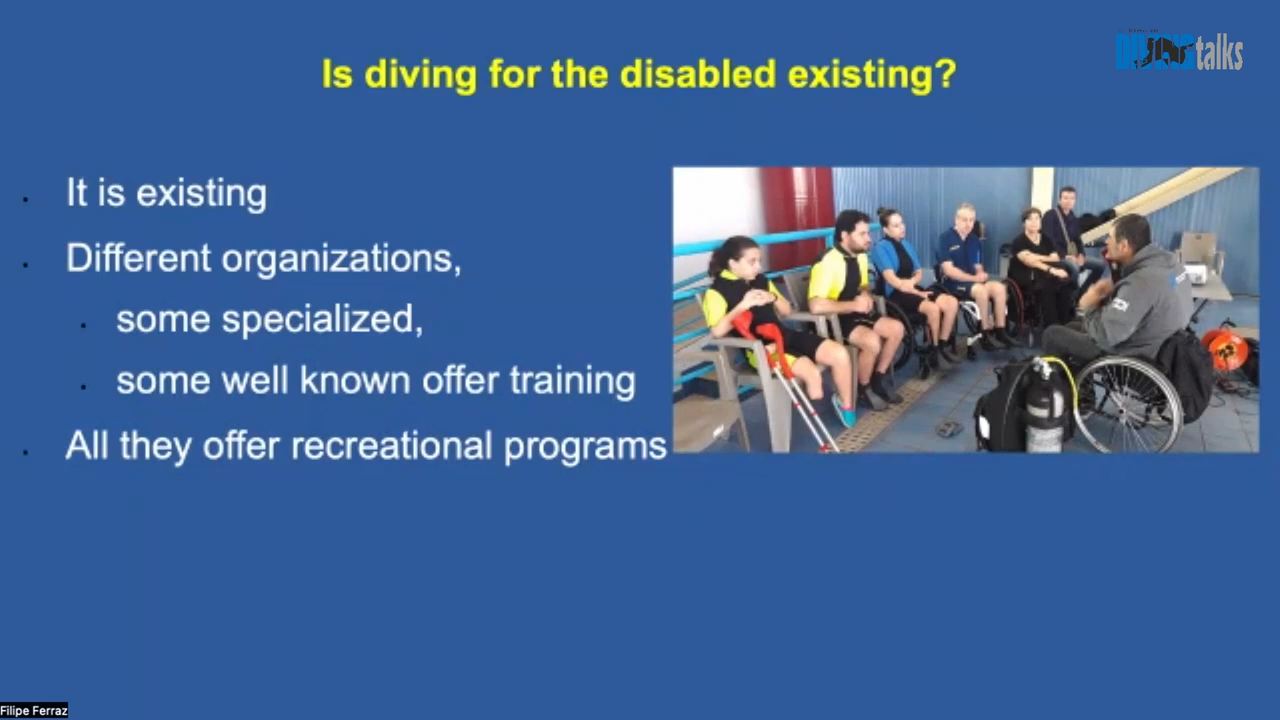 Is diving for the disabled existing?
talks
It is existing
Different organizations,
some specialized,
some well known offer training
All they offer recreational programs
Filipe Ferraz